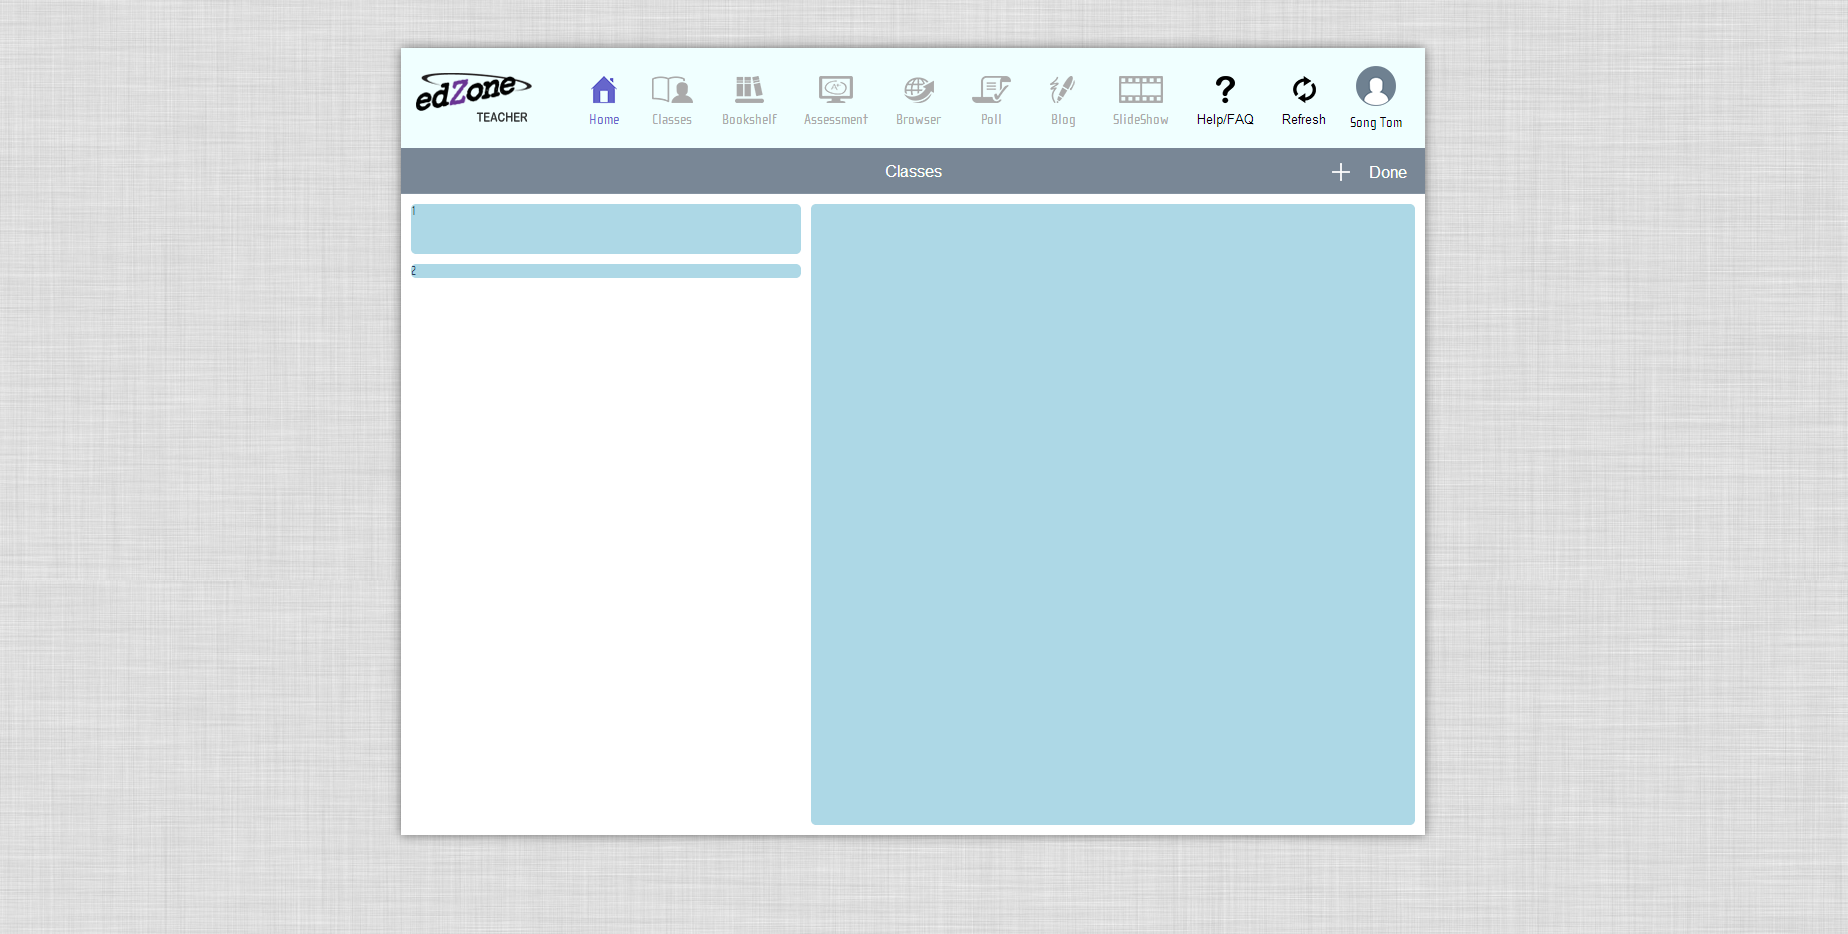 edZone
TEACHER
Home Classes Bookshelf Assessment Browser Poll Blog SlideShow Help/FAQ Refresh Song Tom
A+
Classes
Done
1
2